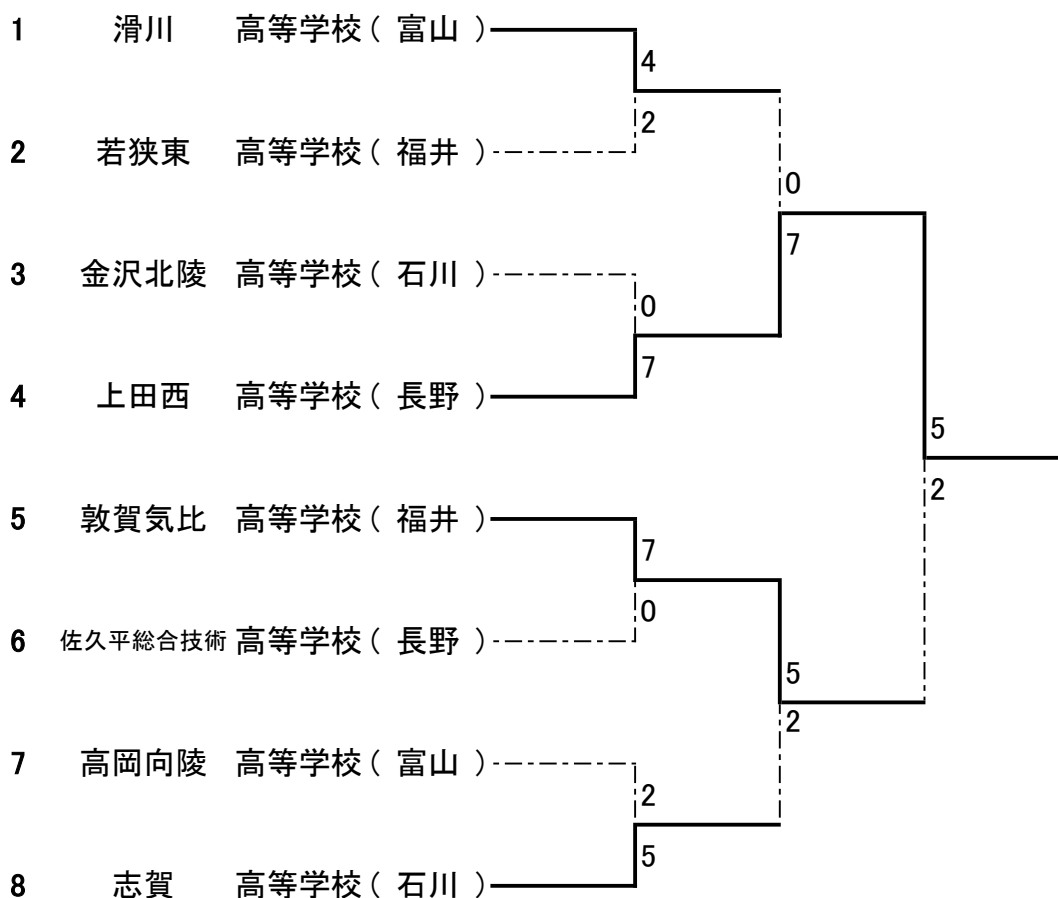 1 滑川 高等学校（ 富山 ）
4
2
2 若狭東 高等学校（ 福井 ）
0
7
3 金沢北陵 高等学校（ 石川 ）
0
7
4 上田西 高等学校（ 長野 ）
5
2
5 敦賀気比 高等学校（ 福井 ）
7
0
6 佐久平総合技術 高等学校（ 長野 ）
5
2
7 高岡向陵 高等学校（ 富山 ）
2
5
8 志賀 高等学校（ 石川 ）